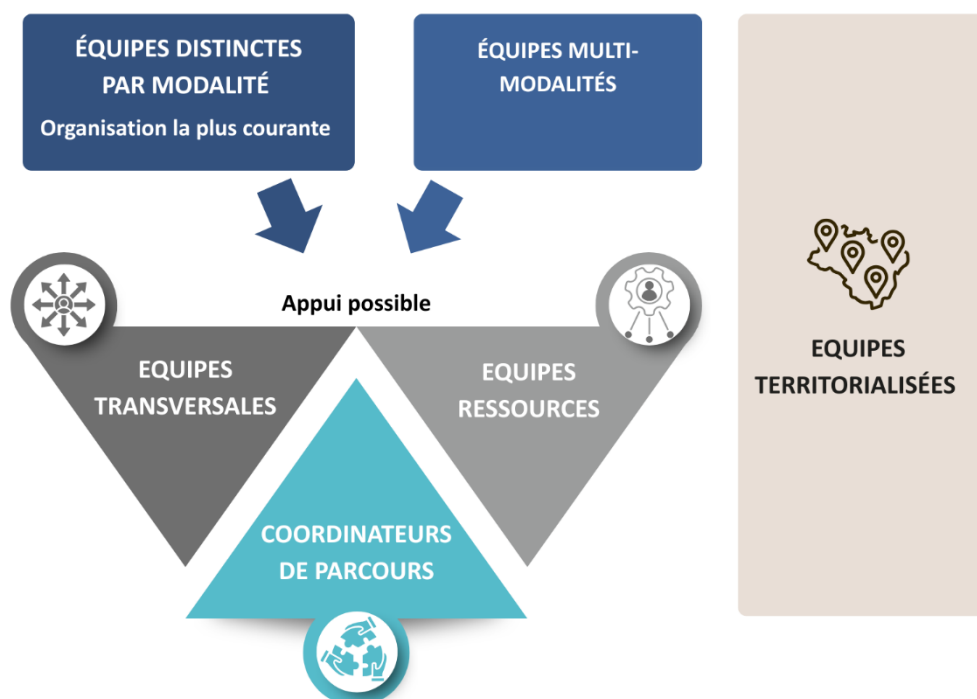 ÉQUIPES DISTINCTES
PAR MODALITÉ
Organisation la plus courante
ÉQUIPES MULTI-
MODALITÉS
Appui possible
EQUIPES
TRANSVERSALES
EQUIPES
RESSOURCES
COORDINATEURS
DE PARCOURS
EQUIPES
TERRITORIALISÉES